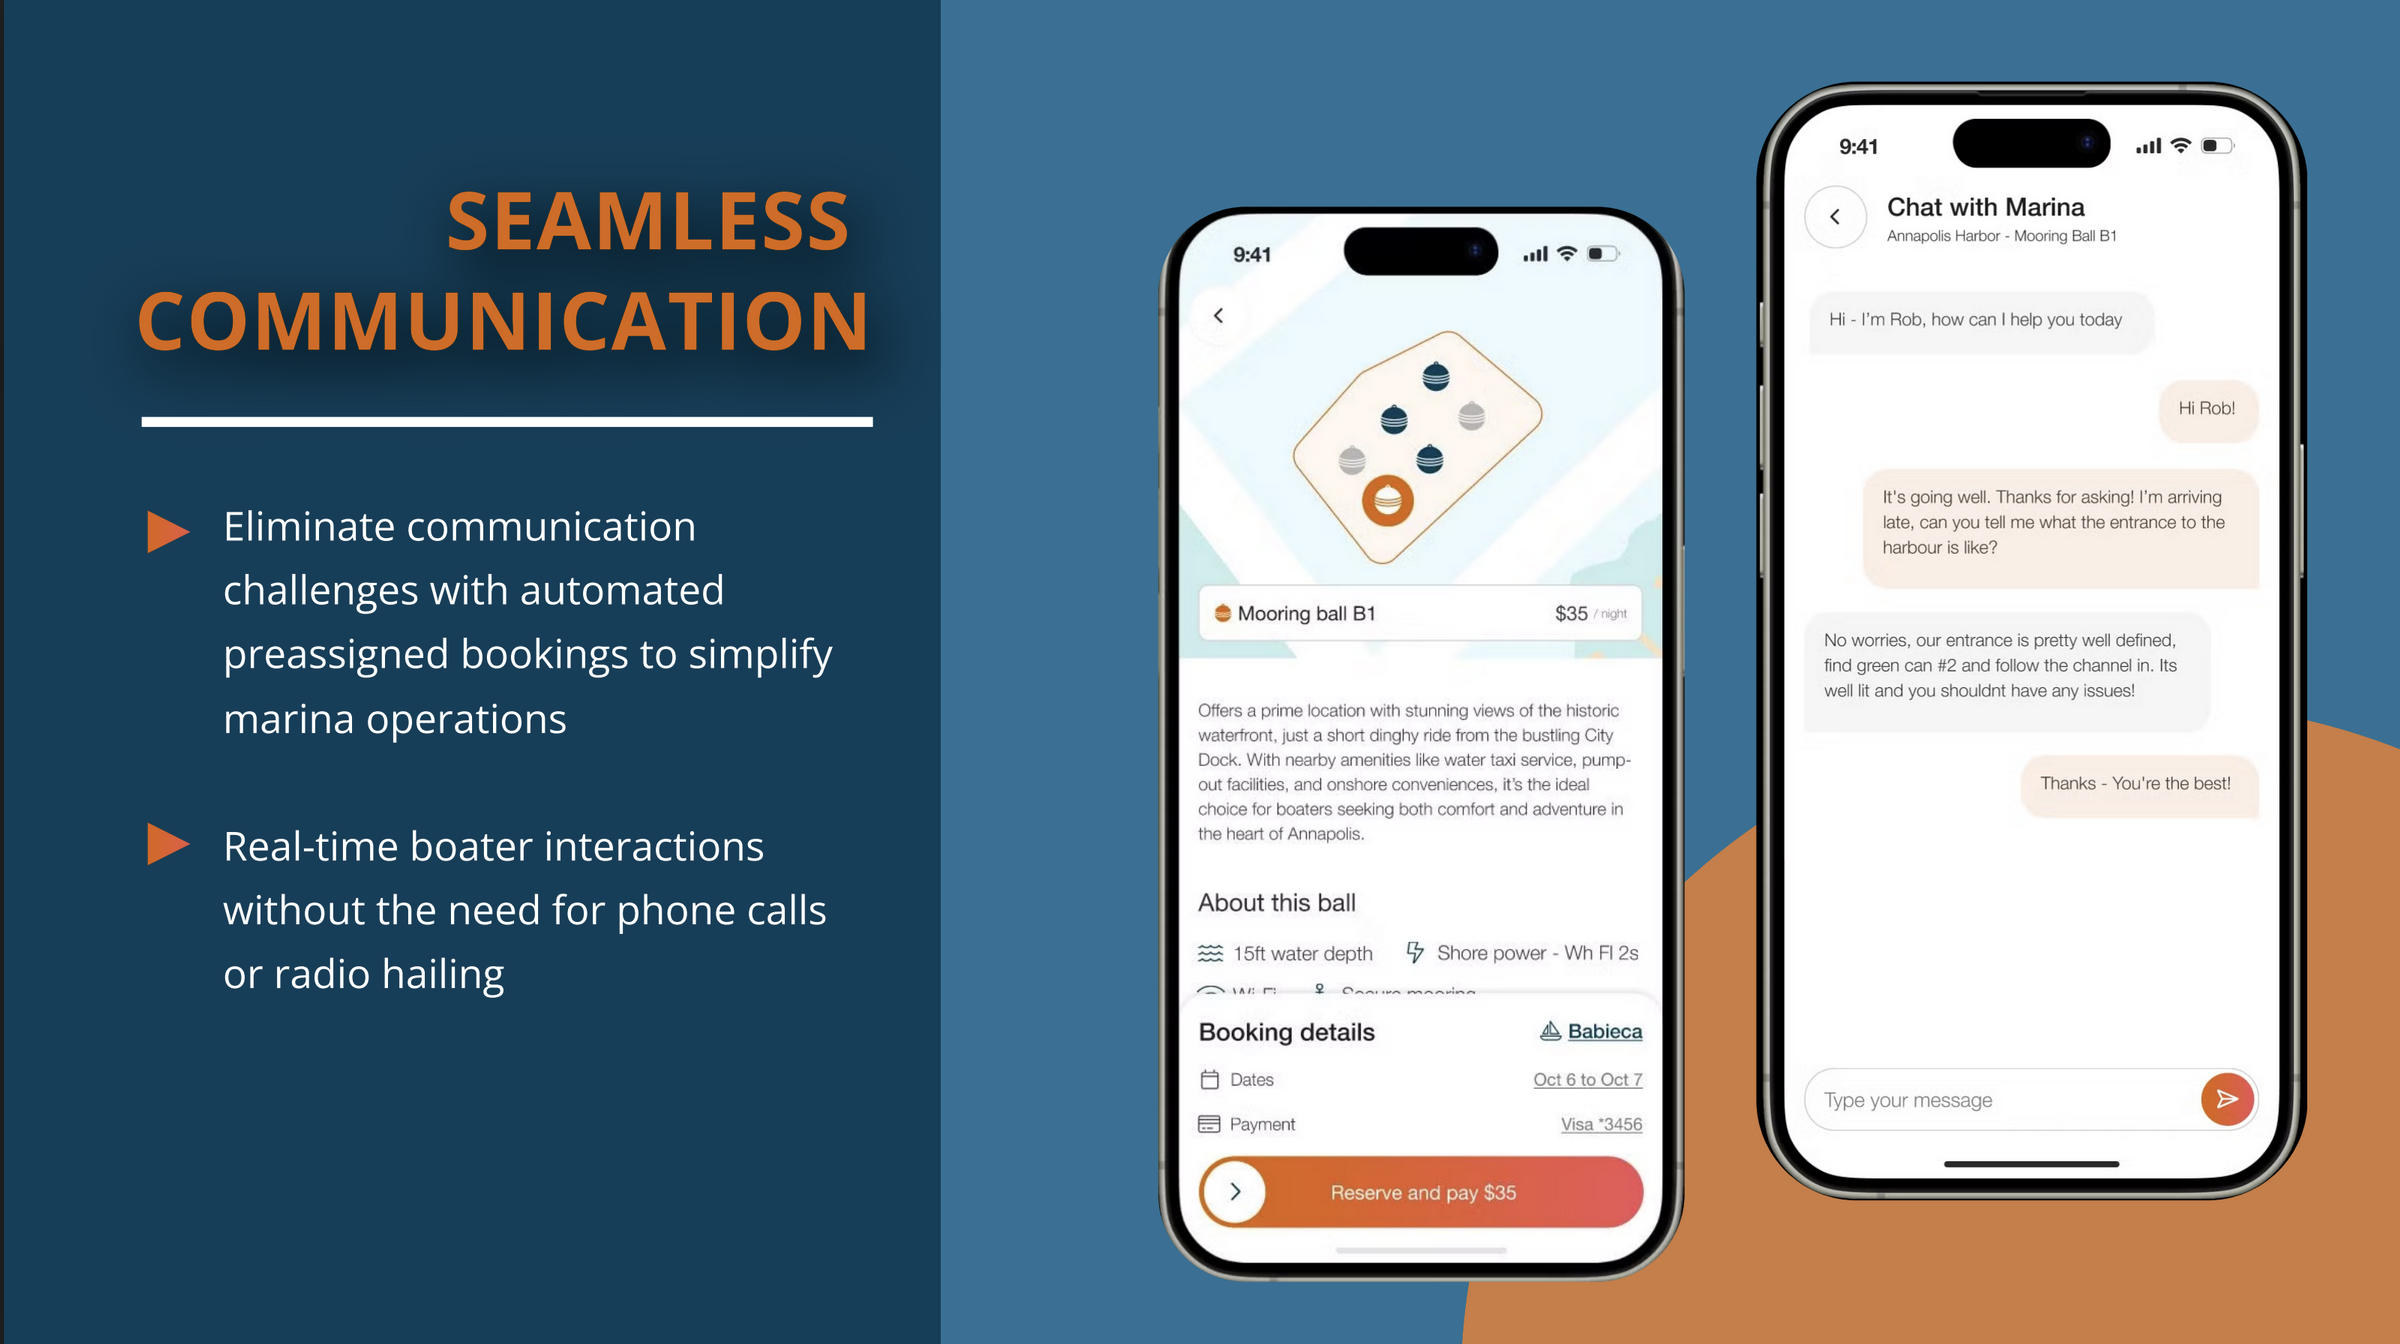 SEAMLESS
COMMUNICATION
Eliminate communication
challenges with automated
preassigned bookings to simplify
marina operations
Real-time boater interactions
without the need for phone calls
or radio hailing
9:41
Mooring ball B1 $35 / night
Offers a prime location with stunning views of the historic
waterfront, just a short dinghy ride from the bustling City
Dock. With nearby amenities like water taxi service, pump-
out facilities, and onshore conveniences, it's the ideal
choice for boaters seeking both comfort and adventure in
the heart of Annapolis.
About this ball
15ft water depth Shore power - Wh Fl 2s
Wi-Fi Secure mooring
Booking details Babieca
Dates Oct 6 to Oct 7
Payment Visa *3456
Reserve and pay $35
9:41
Chat with Marina
Annapolis Harbor - Mooring Ball B1
Hi - I'm Rob, how can I help you today
Hi Rob!
It's going well. Thanks for asking! I'm arriving
late, can you tell me what the entrance to the
harbour is like?
No worries, our entrance is pretty well defined,
find green can #2 and follow the channel in. Its
well lit and you shouldnt have any issues!
Thanks - You're the best!
Type your message